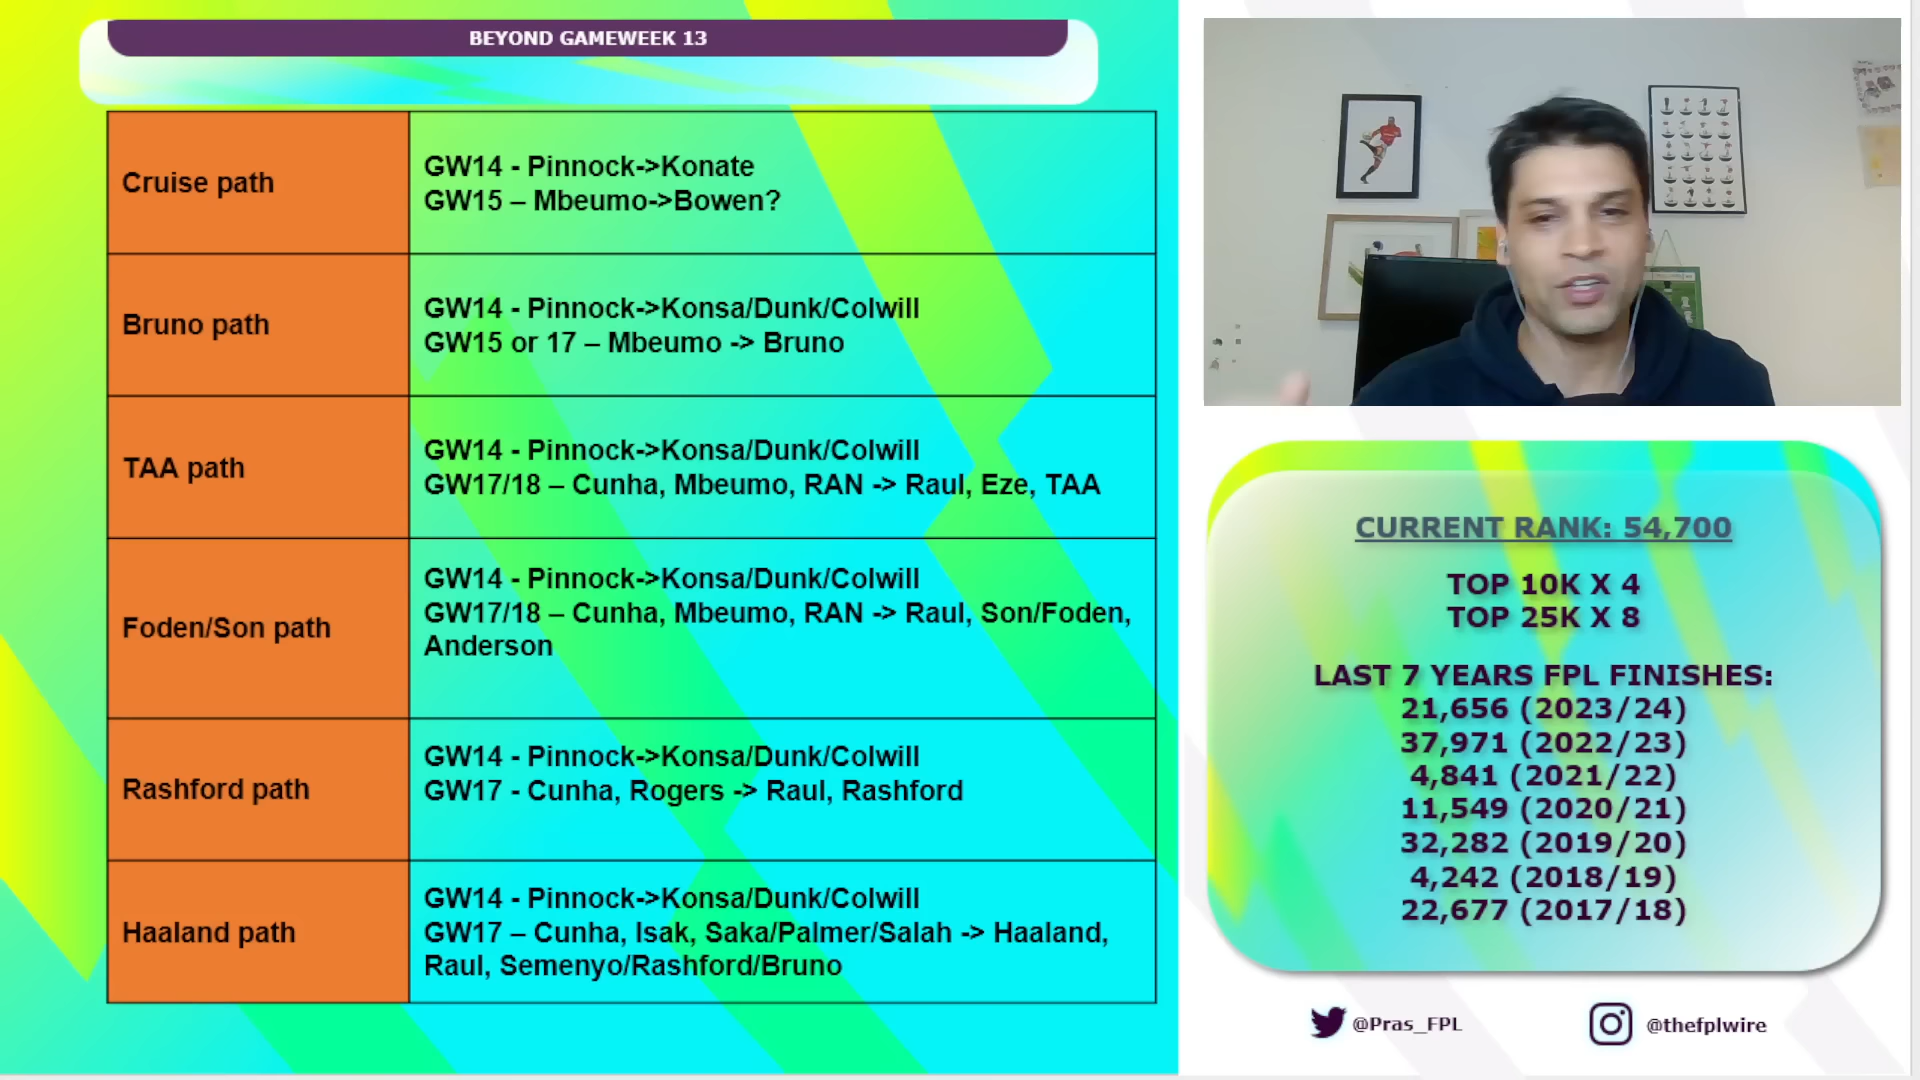 BEYOND GAMEWEEK 13
Cruise path
GW14 - Pinnock->Konate
GW15 – Mbeumo->Bowen?
Bruno path
GW14 - Pinnock->Konsa/Dunk/Colwill
GW15 or 17 – Mbeumo -> Bruno
TAA path
GW14 - Pinnock->Konsa/Dunk/Colwill
GW17/18 – Cunha, Mbeumo, RAN -> Raul, Eze, TAA
Foden/Son path
GW14 - Pinnock->Konsa/Dunk/Colwill
GW17/18 – Cunha, Mbeumo, RAN -> Raul, Son/Foden,
Anderson
Rashford path
GW14 - Pinnock->Konsa/Dunk/Colwill
GW17 - Cunha, Rogers -> Raul, Rashford
Haaland path
GW14 - Pinnock->Konsa/Dunk/Colwill
GW17 – Cunha, Isak, Saka/Palmer/Salah -> Haaland,
Raul, Semenyo/Rashford/Bruno
CURRENT RANK: 54,700
TOP 10K X 4
TOP 25K X 8
LAST 7 YEARS FPL FINISHES:
21,656 (2023/24)
37,971 (2022/23)
4,841 (2021/22)
11,549 (2020/21)
32,282 (2019/20)
4,242 (2018/19)
22,677 (2017/18)
@Pras_FPL
@thefplwire